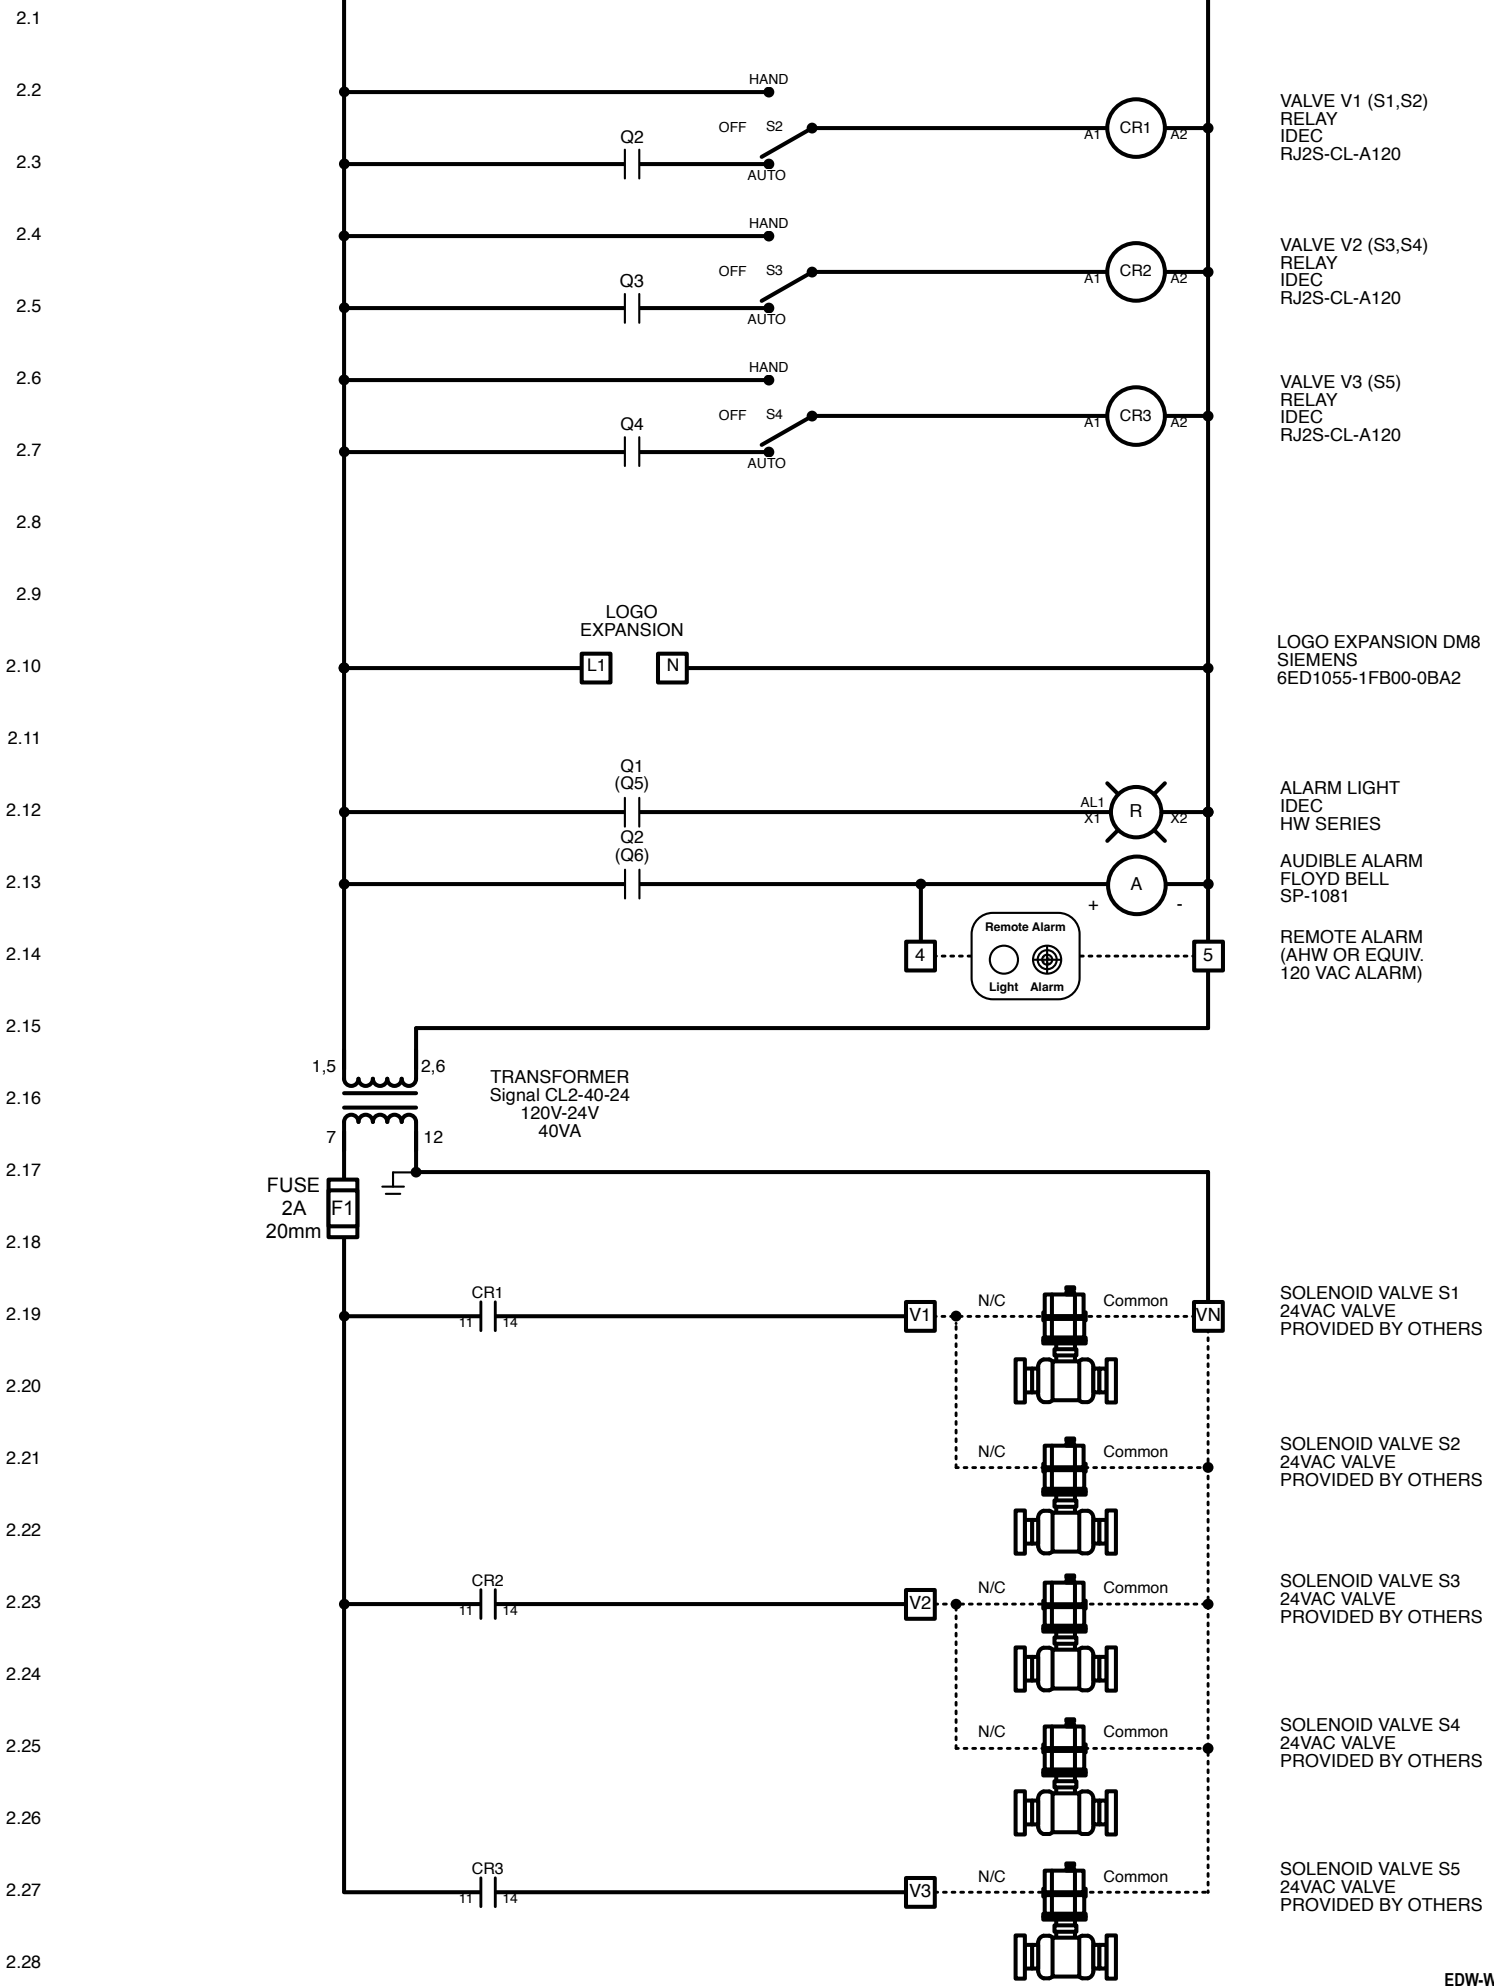 2.1
2.2
HAND
OFF S2
Q2
A1 CR1 A2
VALVE V1 (S1,S2)
RELAY
IDEC
RJ2S-CL-A120
2.3
AUTO
2.4
HAND
OFF S3
Q3
A1 CR2 A2
VALVE V2 (S3,S4)
RELAY
IDEC
RJ2S-CL-A120
2.5
AUTO
2.6
HAND
OFF S4
Q4
A1 CR3 A2
VALVE V3 (S5)
RELAY
IDEC
RJ2S-CL-A120
2.7
AUTO
2.8
2.9
LOGO
EXPANSION
2.10
L1 N
LOGO EXPANSION DM8
SIEMENS
6ED1055-1FB00-0BA2
2.11
Q1
(Q5)
2.12
AL1
X1 R X2
ALARM LIGHT
IDEC
HW SERIES
Q2
(Q6)
2.13
A
+ -
AUDIBLE ALARM
FLOYD BELL
SP-1081
2.14
4
Remote Alarm
Light Alarm
5
REMOTE ALARM
(AHW OR EQUIV.
120 VAC ALARM)
2.15
1,5 2,6
2.16
TRANSFORMER
Signal CL2-40-24
120V-24V
40VA
7 12
2.17
FUSE
2A
20mm
F1
2.18
2.19
CR1
11 14
V1
N/C
Common
VN
SOLENOID VALVE S1
24VAC VALVE
PROVIDED BY OTHERS
2.20
2.21
N/C
Common
SOLENOID VALVE S2
24VAC VALVE
PROVIDED BY OTHERS
2.22
2.23
CR2
11 14
V2
N/C
Common
SOLENOID VALVE S3
24VAC VALVE
PROVIDED BY OTHERS
2.24
2.25
N/C
Common
SOLENOID VALVE S4
24VAC VALVE
PROVIDED BY OTHERS
2.26
2.27
CR3
11 14
V3
N/C
Common
SOLENOID VALVE S5
24VAC VALVE
PROVIDED BY OTHERS
2.28